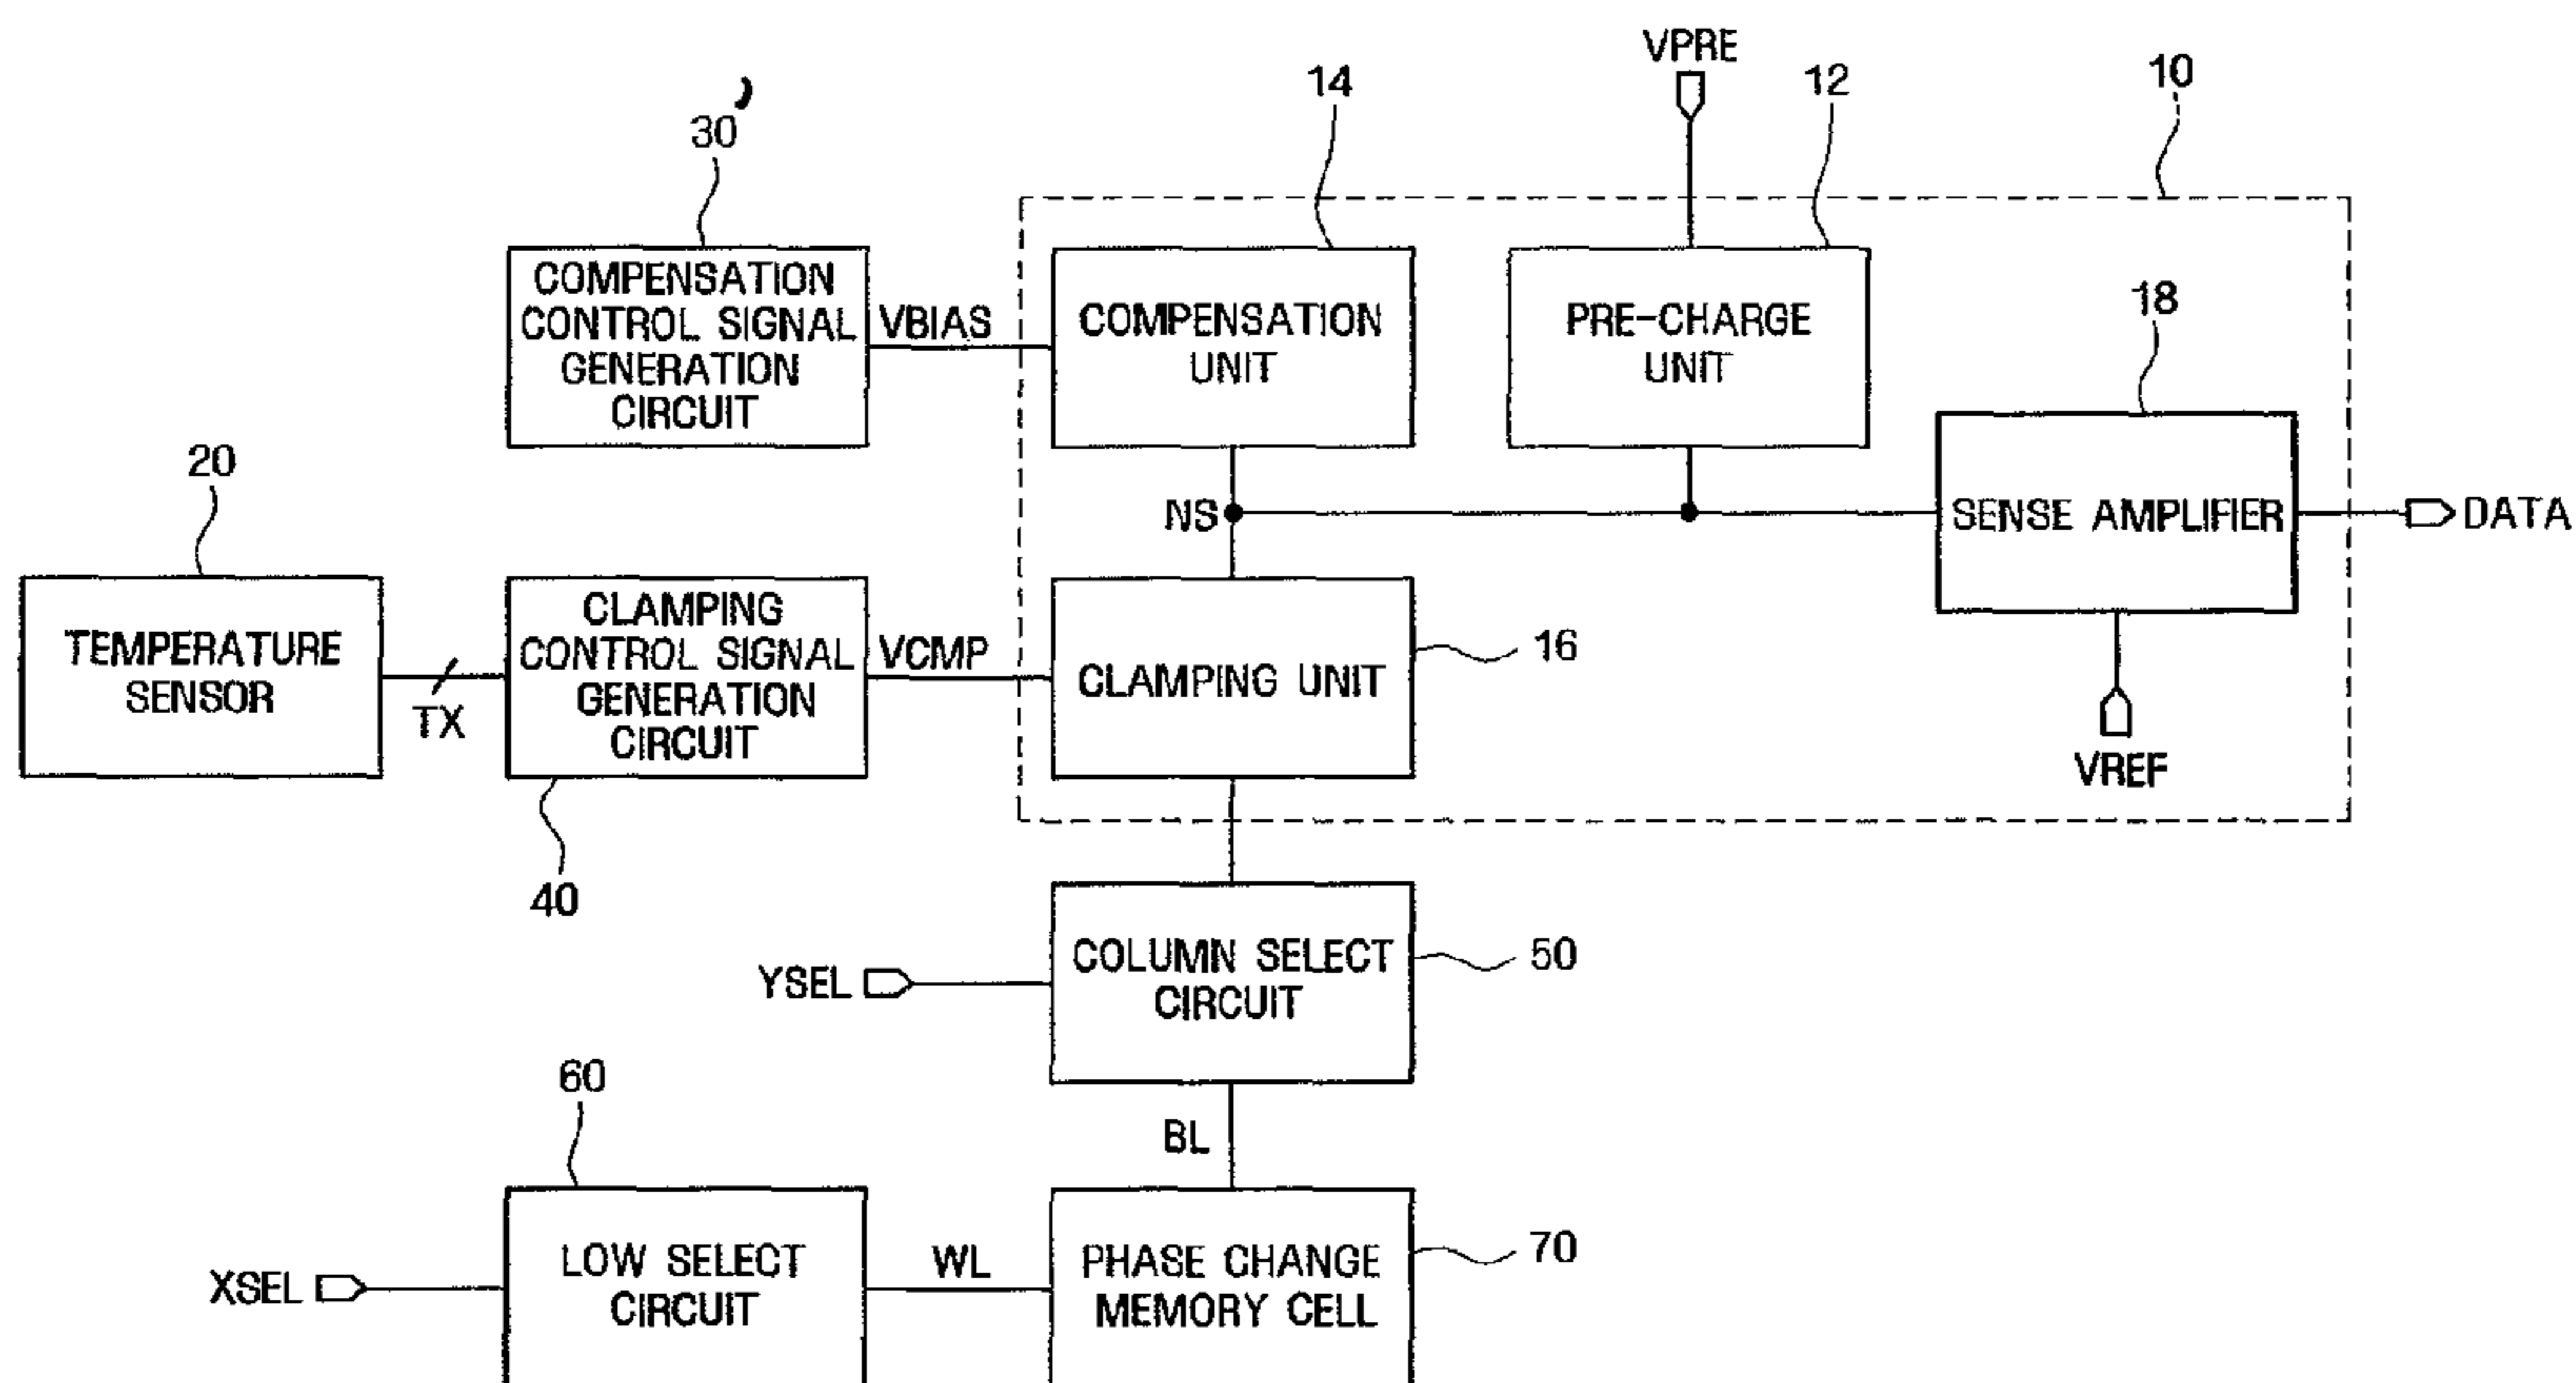 VPRE
14
12
10
30
COMPENSATION
CONTROL SIGNAL
GENERATION
CIRCUIT
VBIAS
COMPENSATION
UNIT
PRE-CHARGE
UNIT
18
20
NS
SENSE AMPLIFIER
DATA
TEMPERATURE
SENSOR
TX
CLAMPING
CONTROL SIGNAL
GENERATION
CIRCUIT
VCMP
CLAMPING UNIT
16
VREF
40
YSEL
COLUMN SELECT
CIRCUIT
50
60
BL
XSEL
LOW SELECT
CIRCUIT
WL
PHASE CHANGE
MEMORY CELL
70